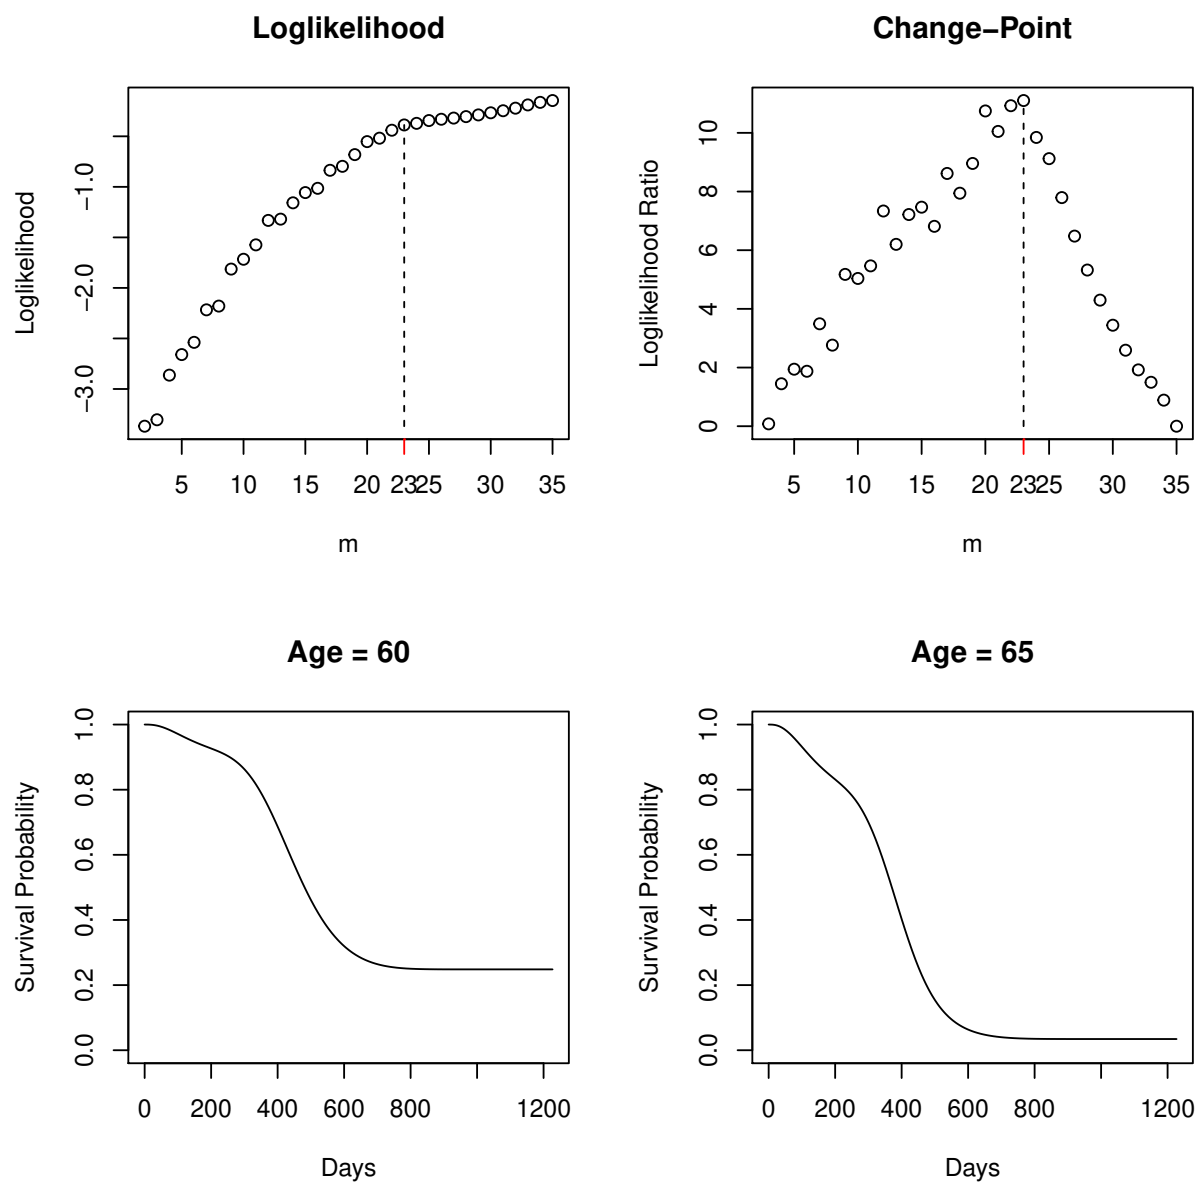 Loglikelihood
Loglikelihood
−1.0
−2.0
−3.0
5 10 15 20 23 25 30 35
m
Change−Point
Loglikelihood Ratio
10
8
6
4
2
0
5 10 15 20 23 25 30 35
m
Age = 60
Survival Probability
1.0
0.8
0.6
0.4
0.2
0.0
0 200 400 600 800 1200
Days
Age = 65
Survival Probability
1.0
0.8
0.6
0.4
0.2
0.0
0 200 400 600 800 1200
Days